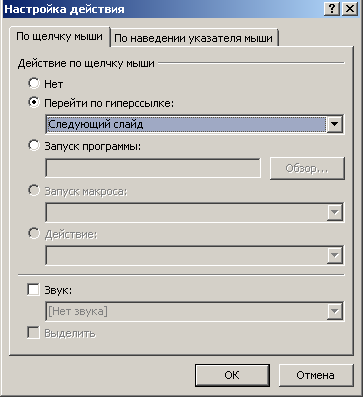 Настройка действия
По щелчку мыши По наведении указателя мыши
Действие по щелчку мыши
Нет
Перейти по гиперссылке:
Следующий слайд
Запуск программы:
Обзор...
Запуск макроса:
Действие:
Звук:
[Нет звука]
Выделить
ОК Отмена